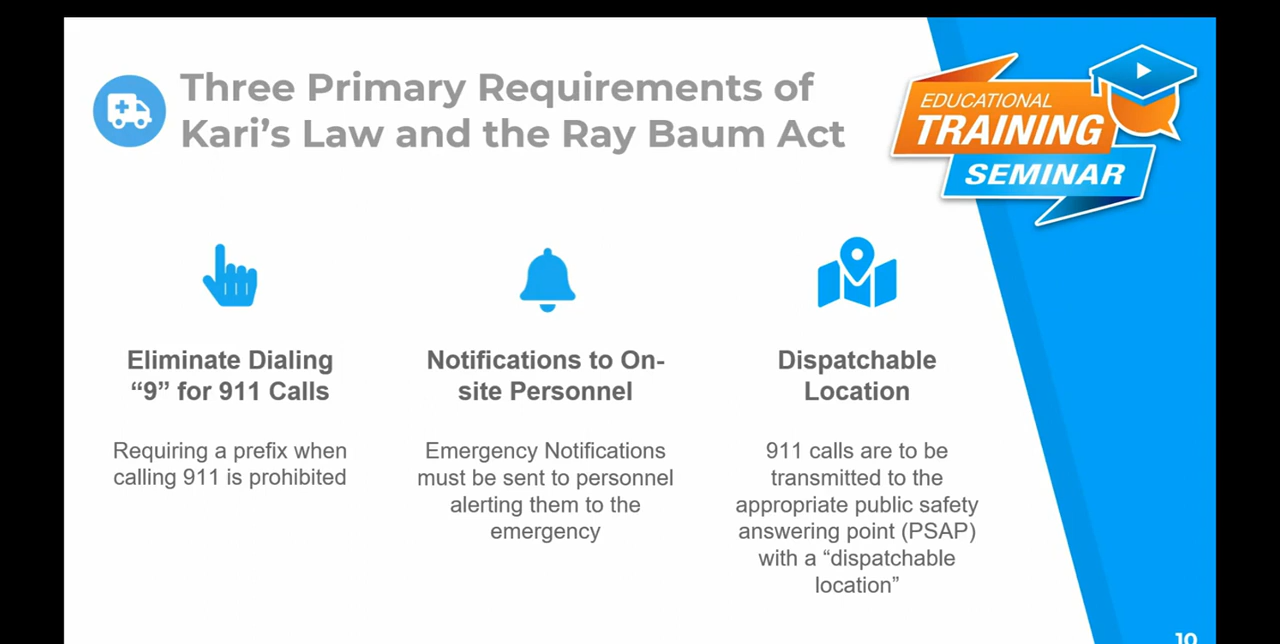 Three Primary Requirements of
Kari's Law and the Ray Baum Act
EDUCATIONAL
TRAINING
SEMINAR
Eliminate Dialing
“9” for 911 Calls
Requiring a prefix when
calling 911 is prohibited
Notifications to On-
site Personnel
Emergency Notifications
must be sent to personnel
alerting them to the
emergency
Dispatchable
Location
911 calls are to be
transmitted to the
appropriate public safety
answering point (PSAP)
with a “dispatchable
location”
10